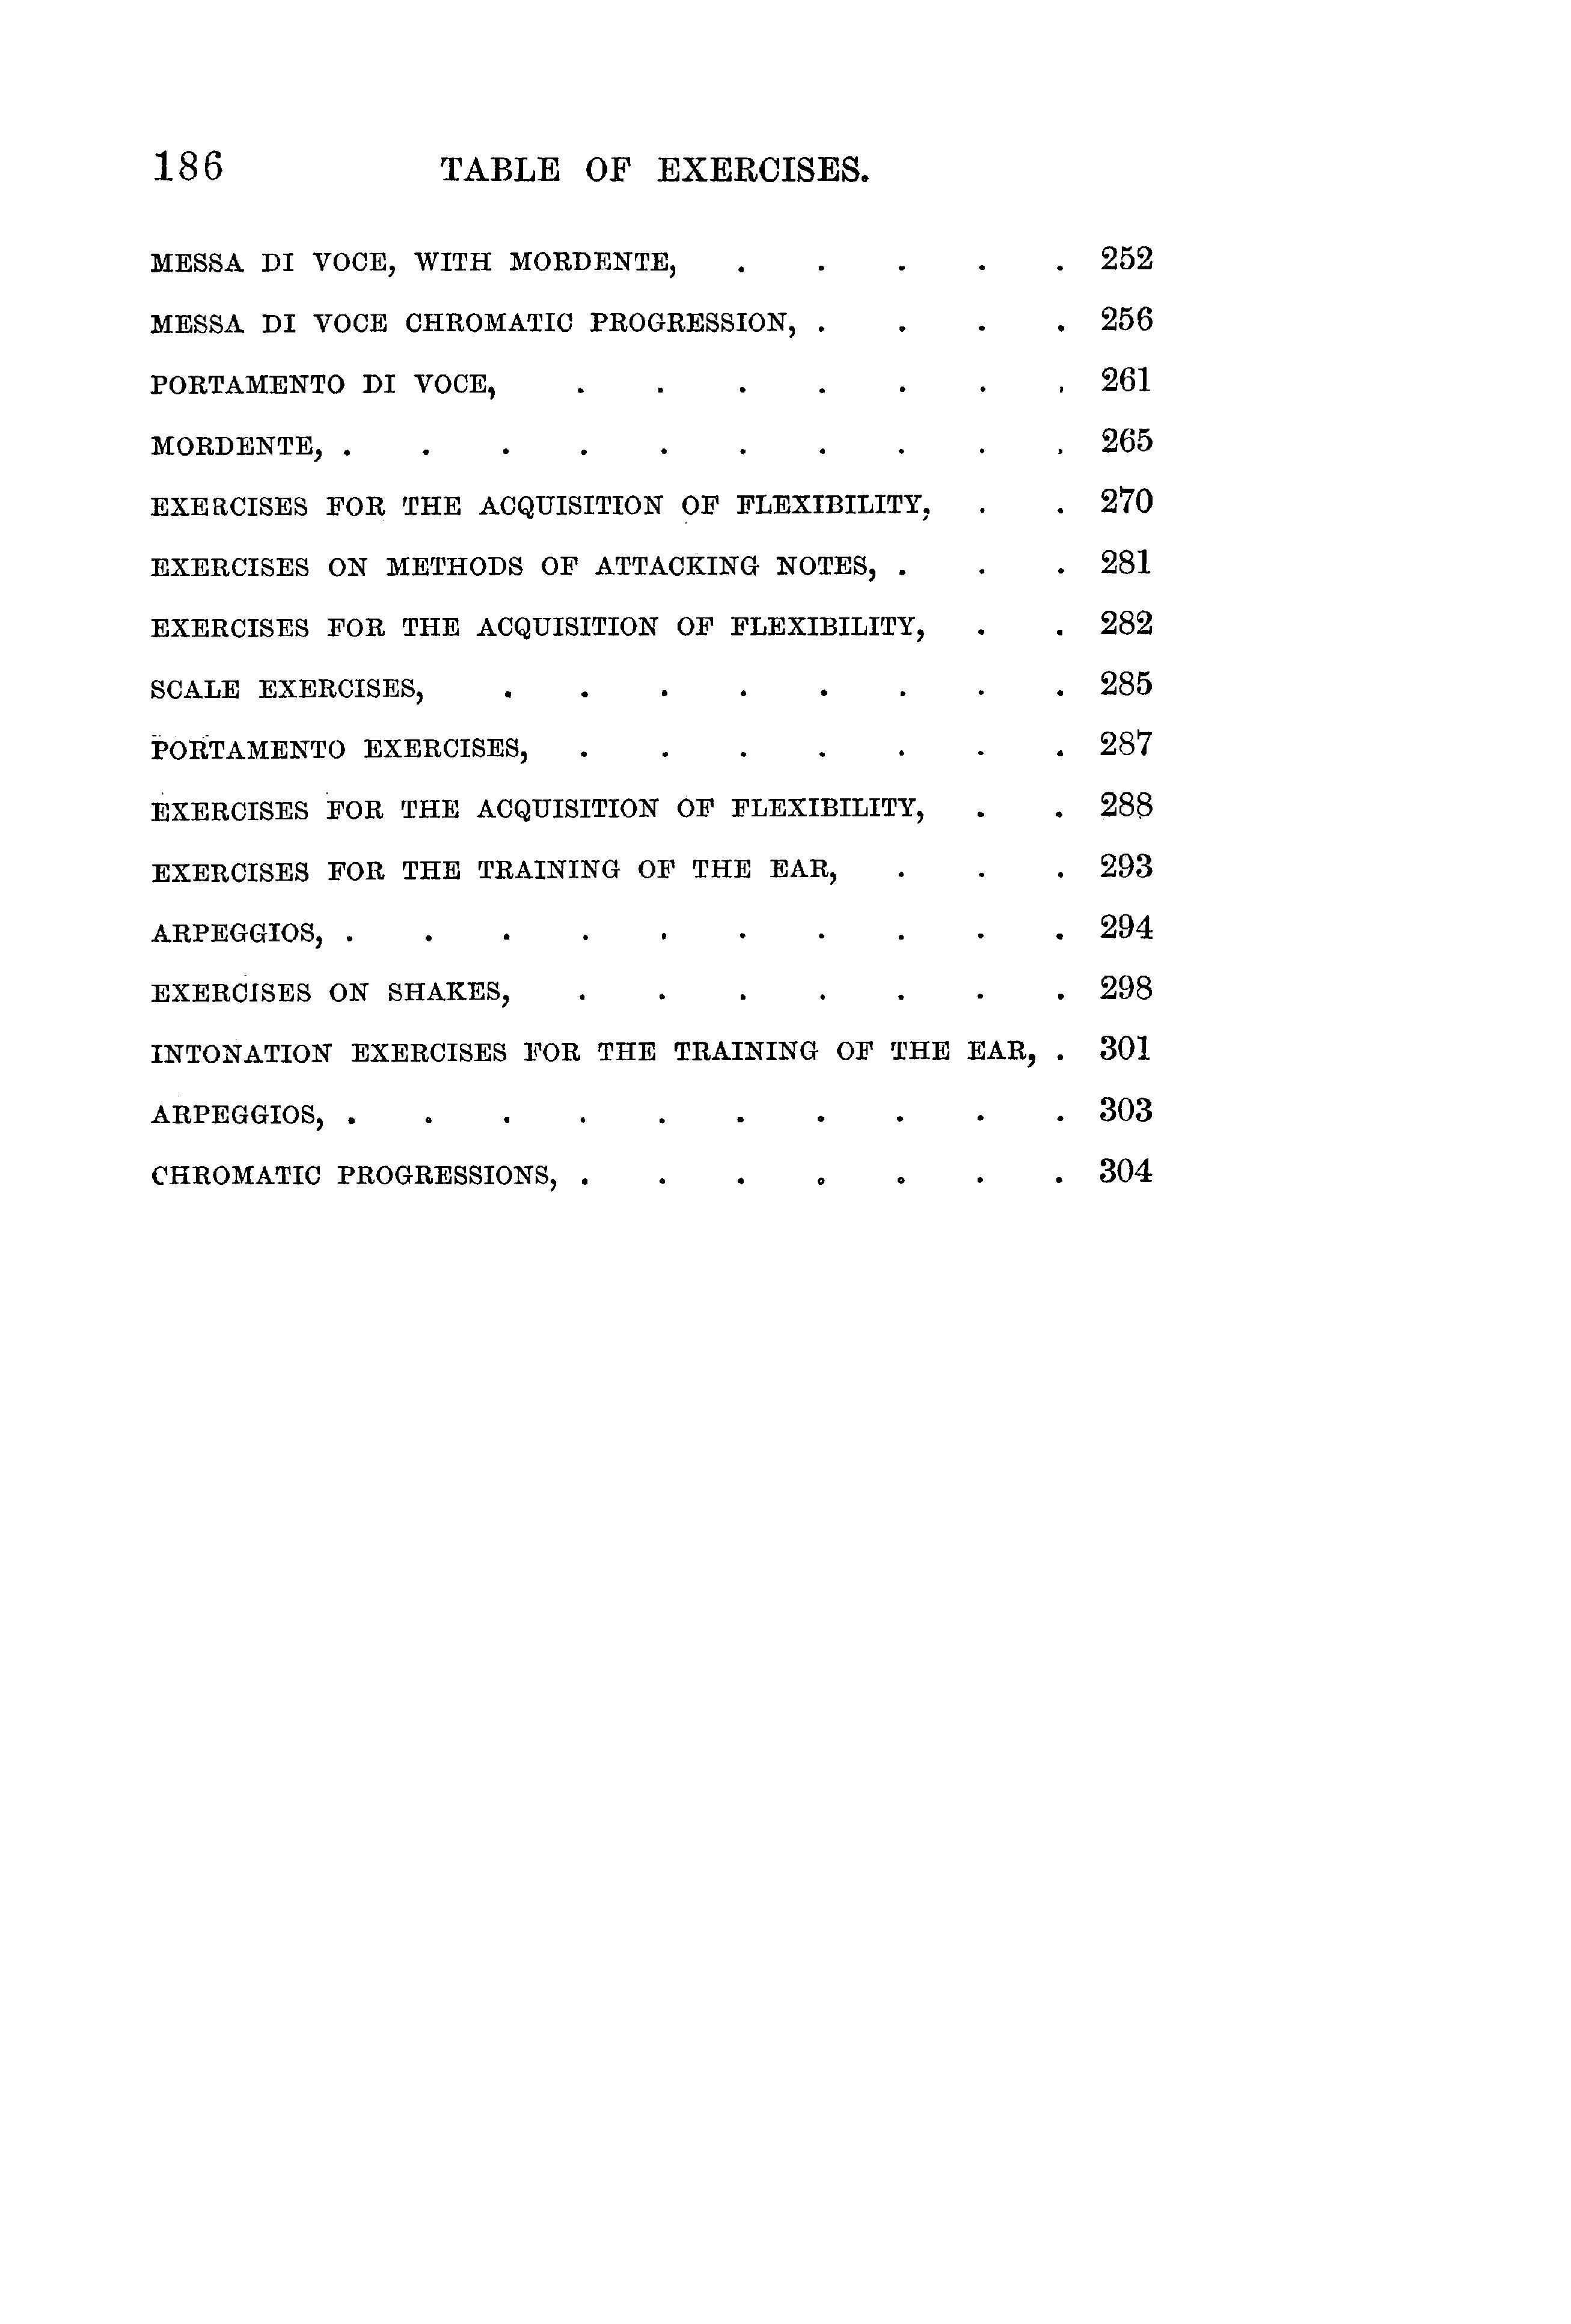 186 TABLE OF EXERCISES.
MESSA DI VOCE, WITH MORDENTE, . . . . . 252
MESSA DI VOCE CHROMATIC PROGRESSION, . . . . 256
PORTAMENTO DI VOCE, . . . . . . . 261
MORDENTE, . . . . . . . . . . 265
EXERCISES FOR THE ACQUISITION OF FLEXIBILITY, . . 270
EXERCISES ON METHODS OF ATTACKING NOTES, . . . 281
EXERCISES FOR THE ACQUISITION OF FLEXIBILITY, . . 282
SCALE EXERCISES, . . . . . . . . 285
PORTAMENTO EXERCISES, . . . . . . . 287
EXERCISES FOR THE ACQUISITION OF FLEXIBILITY, . . 288
EXERCISES FOR THE TRAINING OF THE EAR, . . . 293
ARPEGGIOS, . . . . . . . . . . 294
EXERCISES ON SHAKES, . . . . . . . 298
INTONATION EXERCISES FOR THE TRAINING OF THE EAR, . 301
ARPEGGIOS, . . . . . . . . . . 303
CHROMATIC PROGRESSIONS, . . . . . . . 304